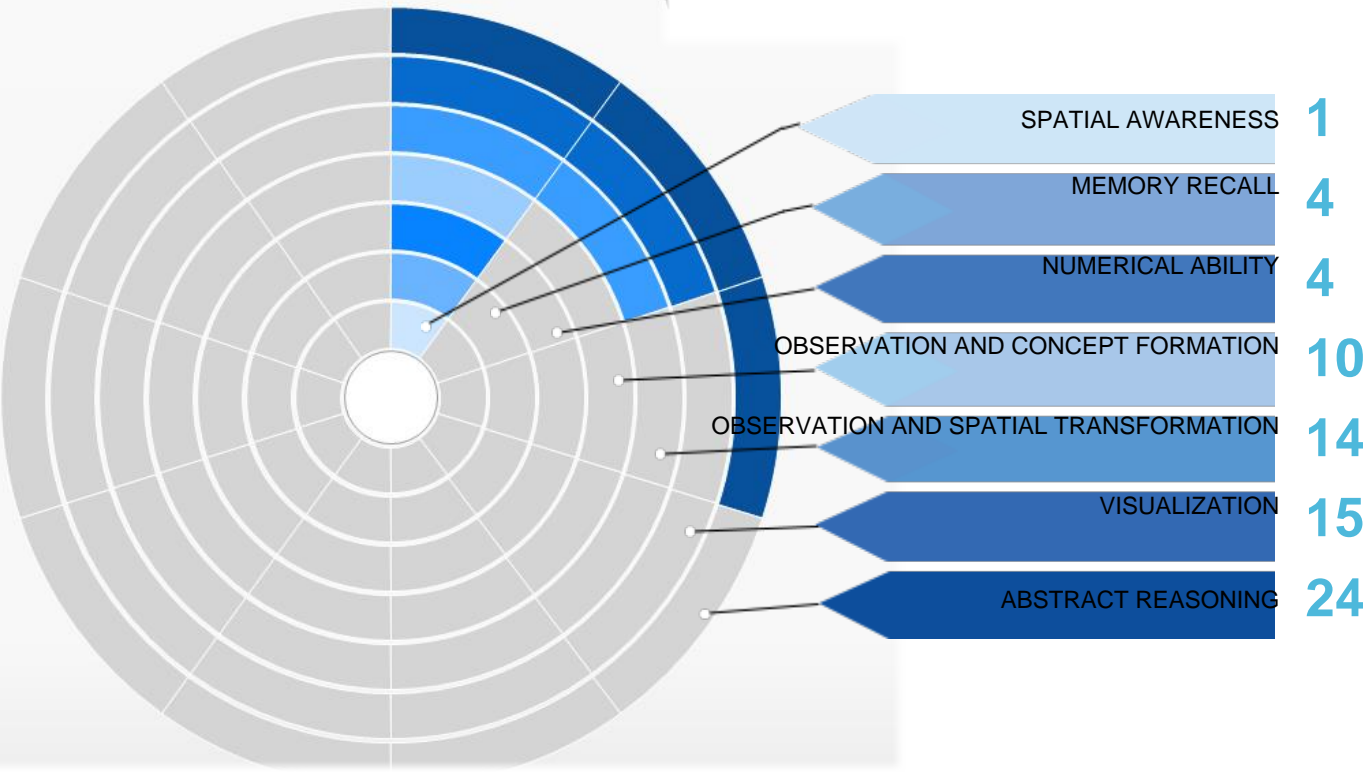 SPATIAL AWARENESS 1
MEMORY RECALL 4
NUMERICAL ABILITY 4
OBSERVATION AND CONCEPT FORMATION 10
OBSERVATION AND SPATIAL TRANSFORMATION 14
VISUALIZATION 15
ABSTRACT REASONING 24